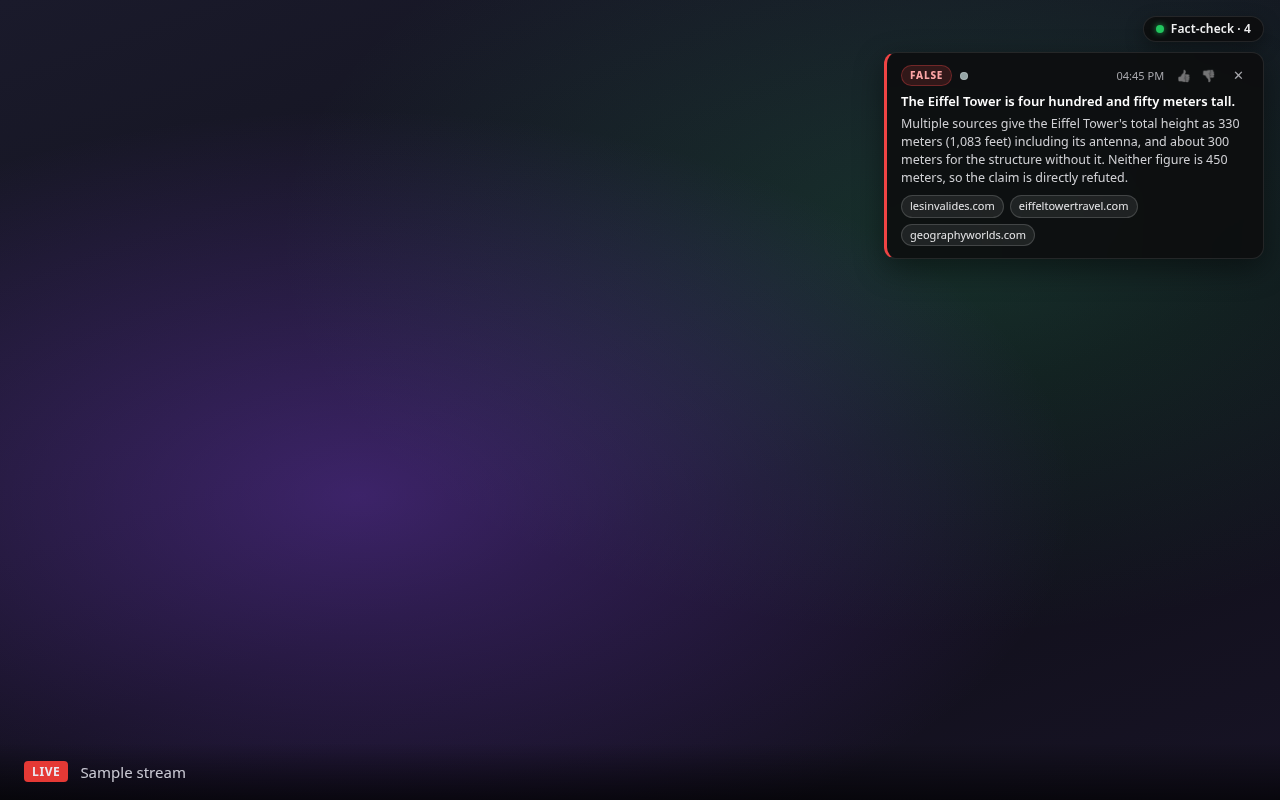 Fact-check · 4
FALSE
04:45 PM
The Eiffel Tower is four hundred and fifty meters tall.
Multiple sources give the Eiffel Tower's total height as 330
meters (1,083 feet) including its antenna, and about 300
meters for the structure without it. Neither figure is 450
meters, so the claim is directly refuted.
lesinvalides.com eiffeltowertravel.com
geographyworlds.com
LIVE Sample stream